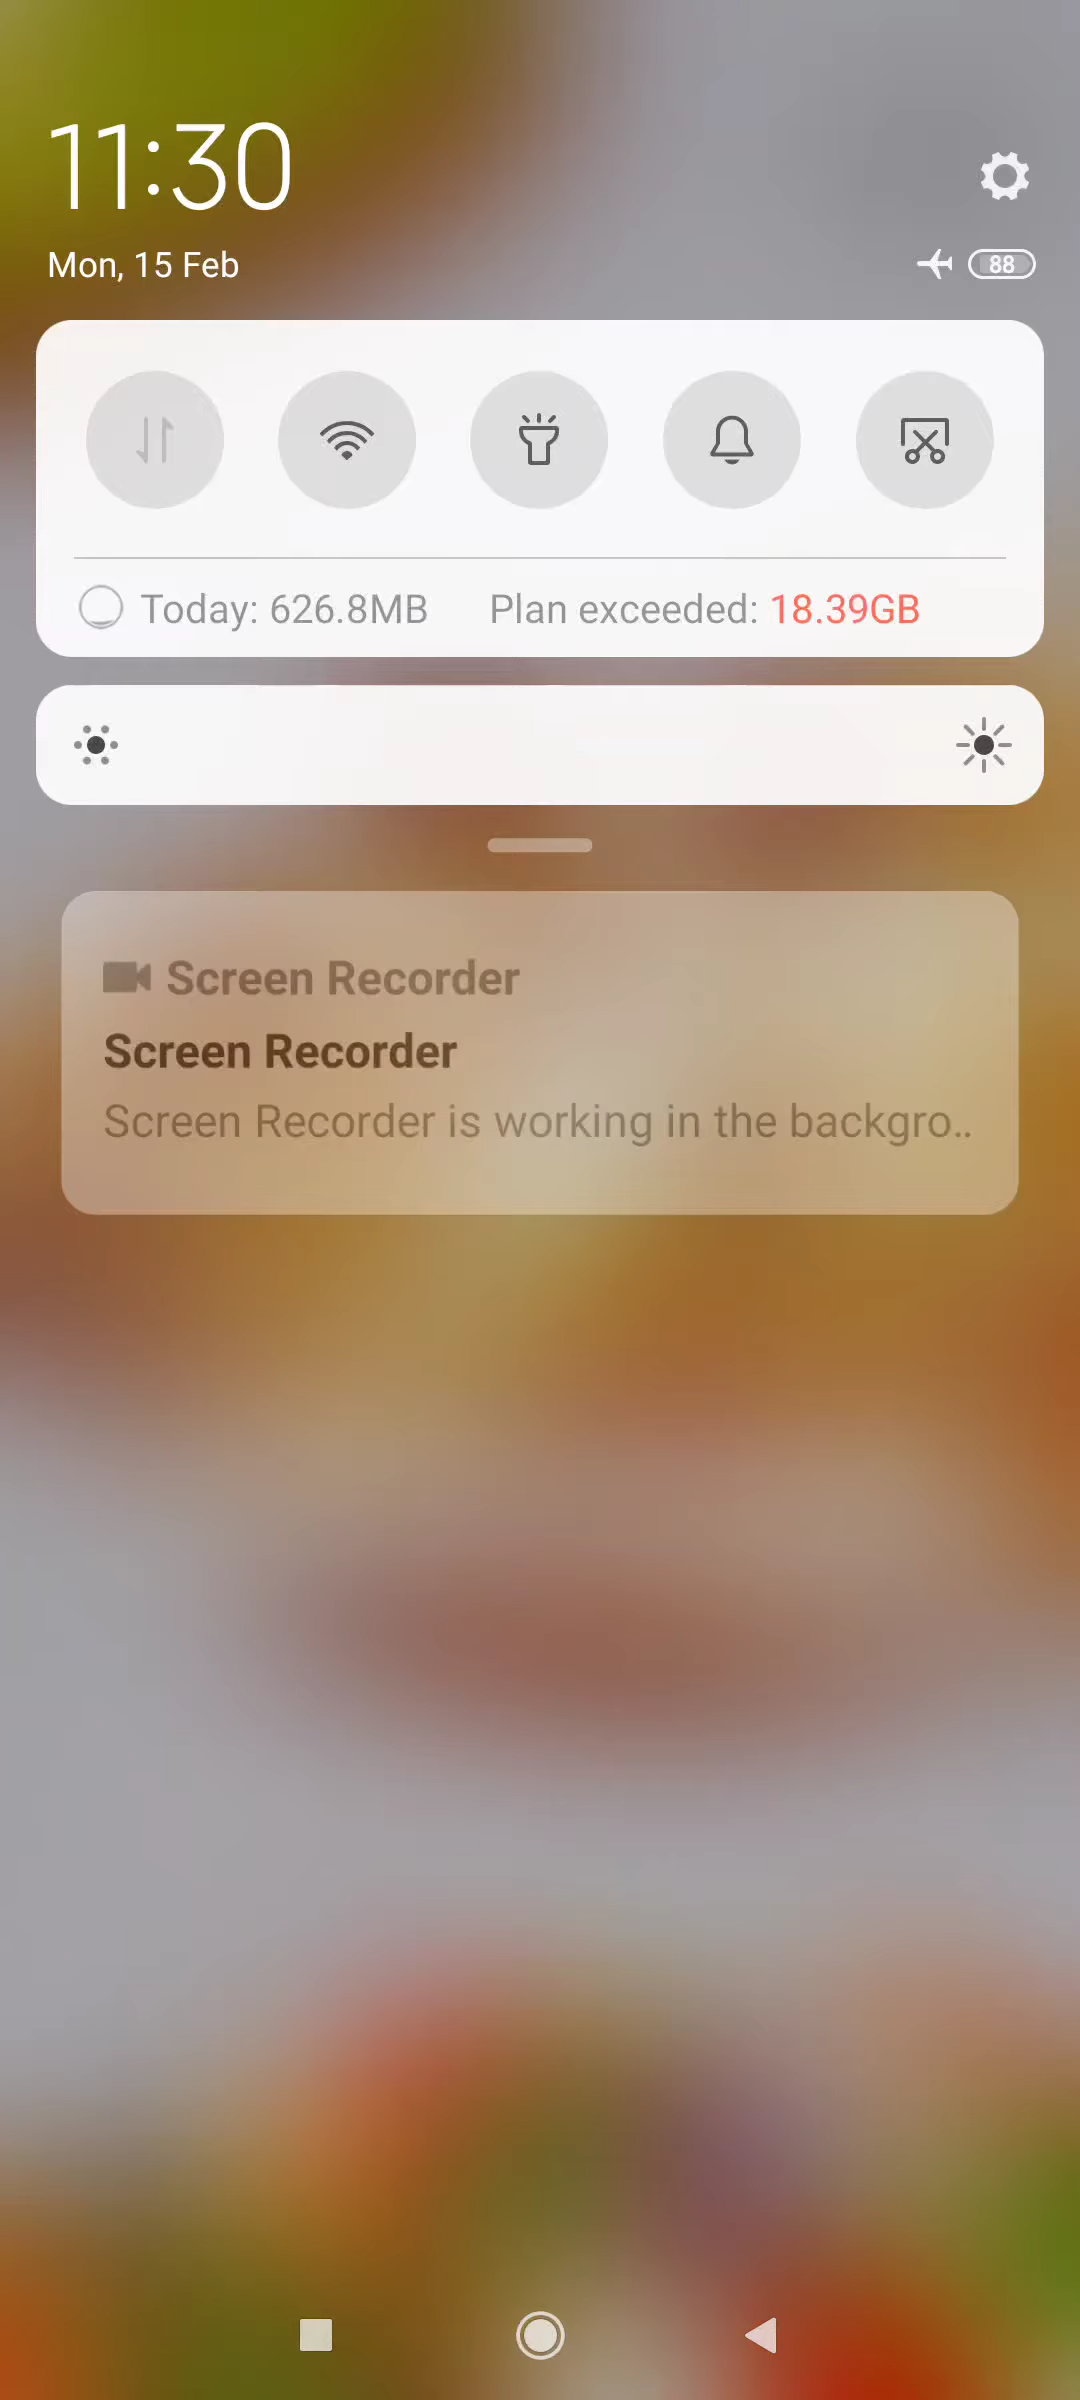 11:30
Mon, 15 Feb
88
Today: 626.8MB Plan exceeded: 18.39GB
Screen Recorder
Screen Recorder
Screen Recorder is working in the backgro..